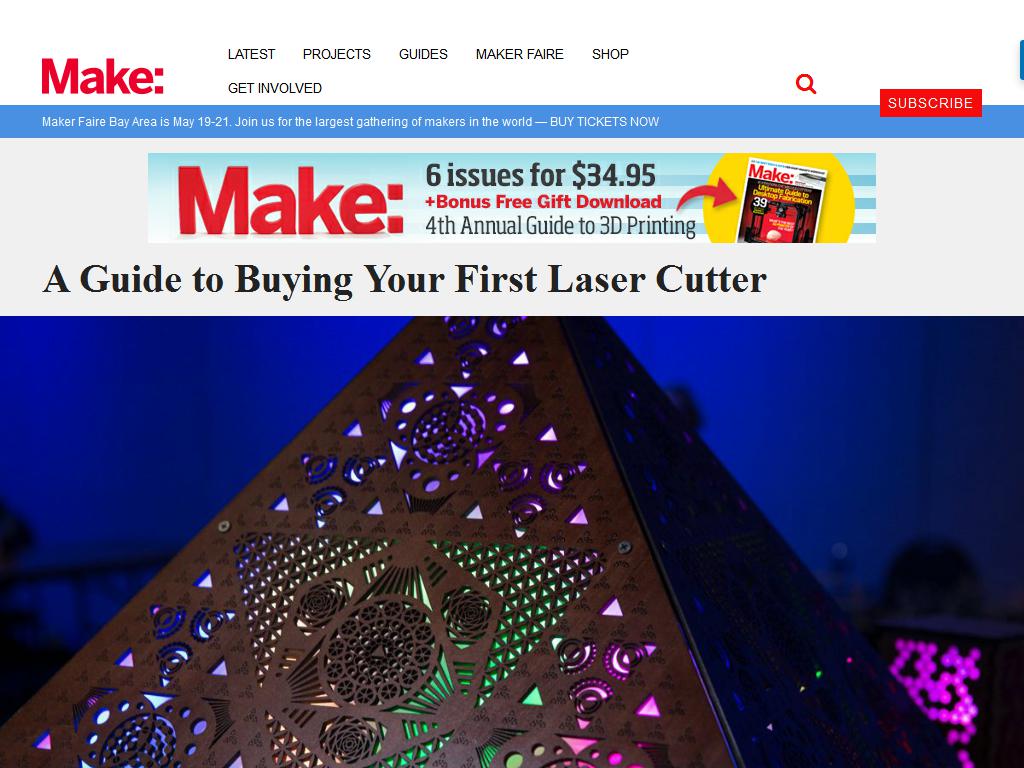 LATEST PROJECTS GUIDES MAKER FAIRE SHOP
Make:
GET INVOLVED
SUBSCRIBE
Maker Faire Bay Area is May 19-21. Join us for the largest gathering of makers in the world — BUY TICKETS NOW
Make:
6 issues for $34.95
+Bonus Free Gift Download
4th Annual Guide to 3D Printing
Make:
Ultimate Guide to
Desktop Fabrication
39
A Guide to Buying Your First Laser Cutter